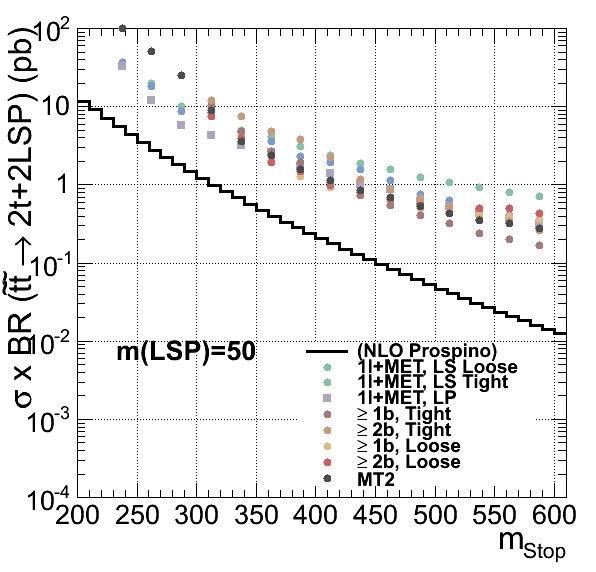 σ x BR (t̃t̃ → 2t+2LSP) (pb)
10²
10
1
10⁻¹
10⁻²
10⁻³
10⁻⁴
m(LSP)=50
(NLO Prospino)
1l+MET, LS Loose
1l+MET, LS Tight
1l+MET, LP
≥ 1b, Tight
≥ 2b, Tight
≥ 1b, Loose
≥ 2b, Loose
MT2
200 250 300 350 400 450 500 550 600
m_Stop